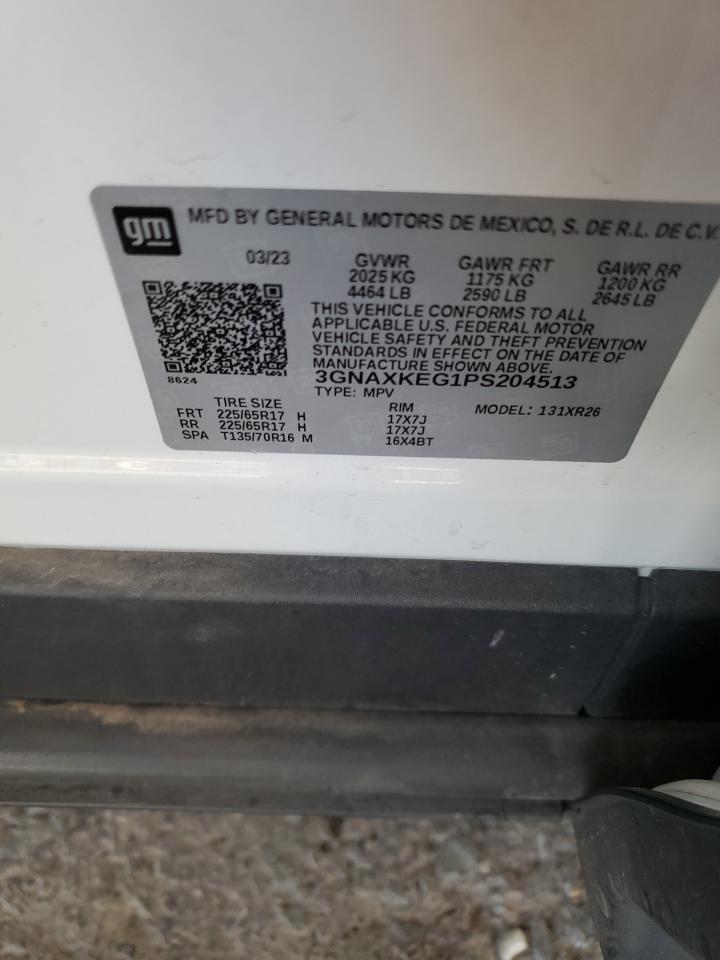 gm MFD BY GENERAL MOTORS DE MEXICO, S. DE R.L. DE C.V.
03/23 GVWR GAWR FRT GAWR RR
2025 KG 1175 KG 1200 KG
4464 LB 2590 LB 2645 LB
THIS VEHICLE CONFORMS TO ALL
APPLICABLE U.S. FEDERAL MOTOR
VEHICLE SAFETY AND THEFT PREVENTION
STANDARDS IN EFFECT ON THE DATE OF
MANUFACTURE SHOWN ABOVE.
8624 3GNAXKEG1PS204513
TYPE: MPV
TIRE SIZE RIM MODEL: 131XR26
FRT 225/65R17 H 17X7J
RR 225/65R17 H 17X7J
SPA T135/70R16 M 16X4BT